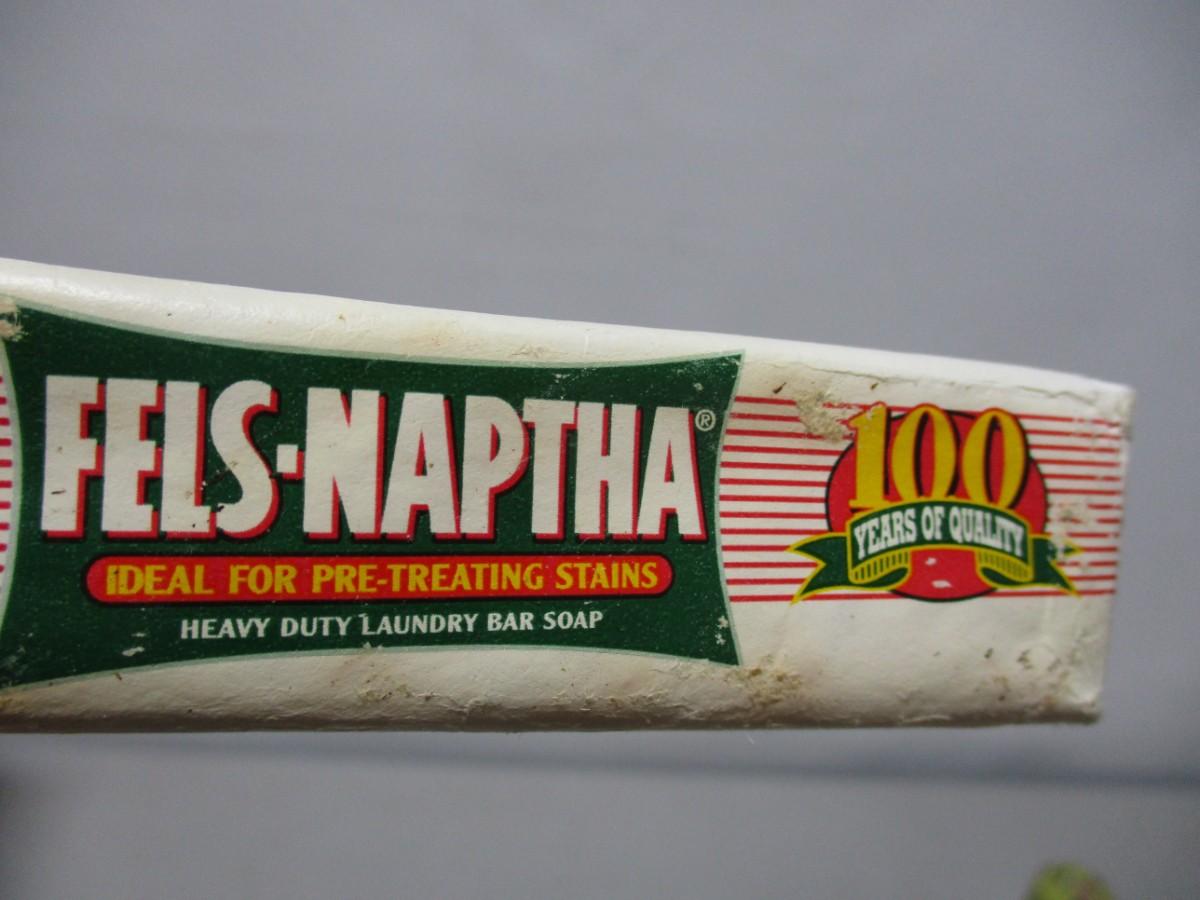 FELS-NAPTHA®
IDEAL FOR PRE-TREATING STAINS
HEAVY DUTY LAUNDRY BAR SOAP
100
YEARS OF QUALITY